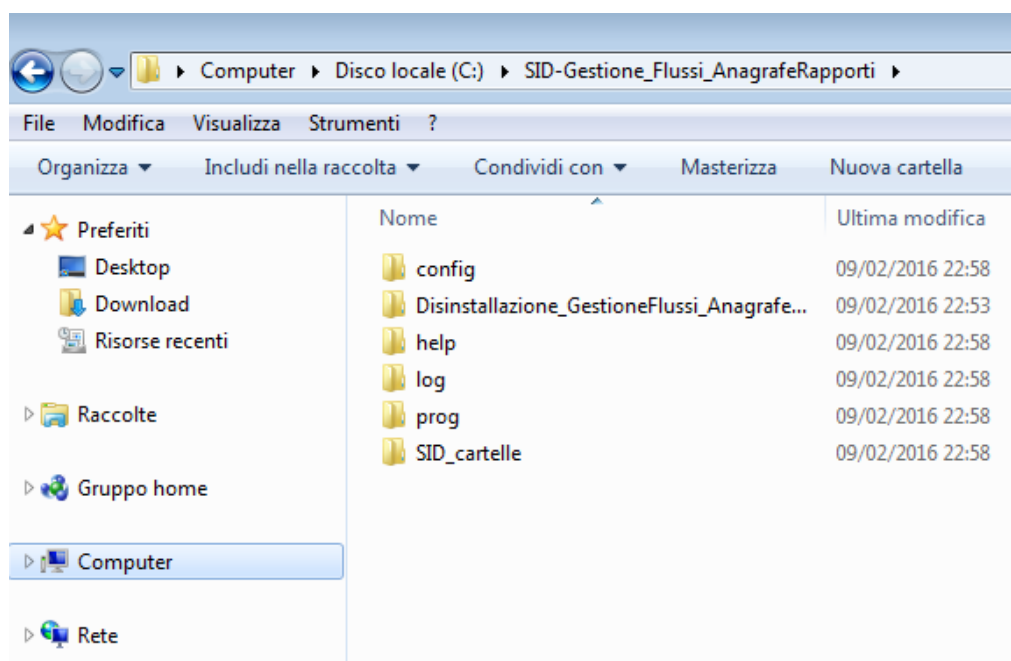 Computer Disco locale (C:) SID-Gestione_Flussi_AnagrafeRapporti
File Modifica Visualizza Strumenti ?
Organizza Includi nella raccolta Condividi con Masterizza Nuova cartella
Nome Ultima modifica
Preferiti
Desktop
Download
Risorse recenti
Raccolte
Gruppo home
Computer
Rete
config 09/02/2016 22:58
Disinstallazione_GestioneFlussi_Anagrafe... 09/02/2016 22:53
help 09/02/2016 22:58
log 09/02/2016 22:58
prog 09/02/2016 22:58
SID_cartelle 09/02/2016 22:58